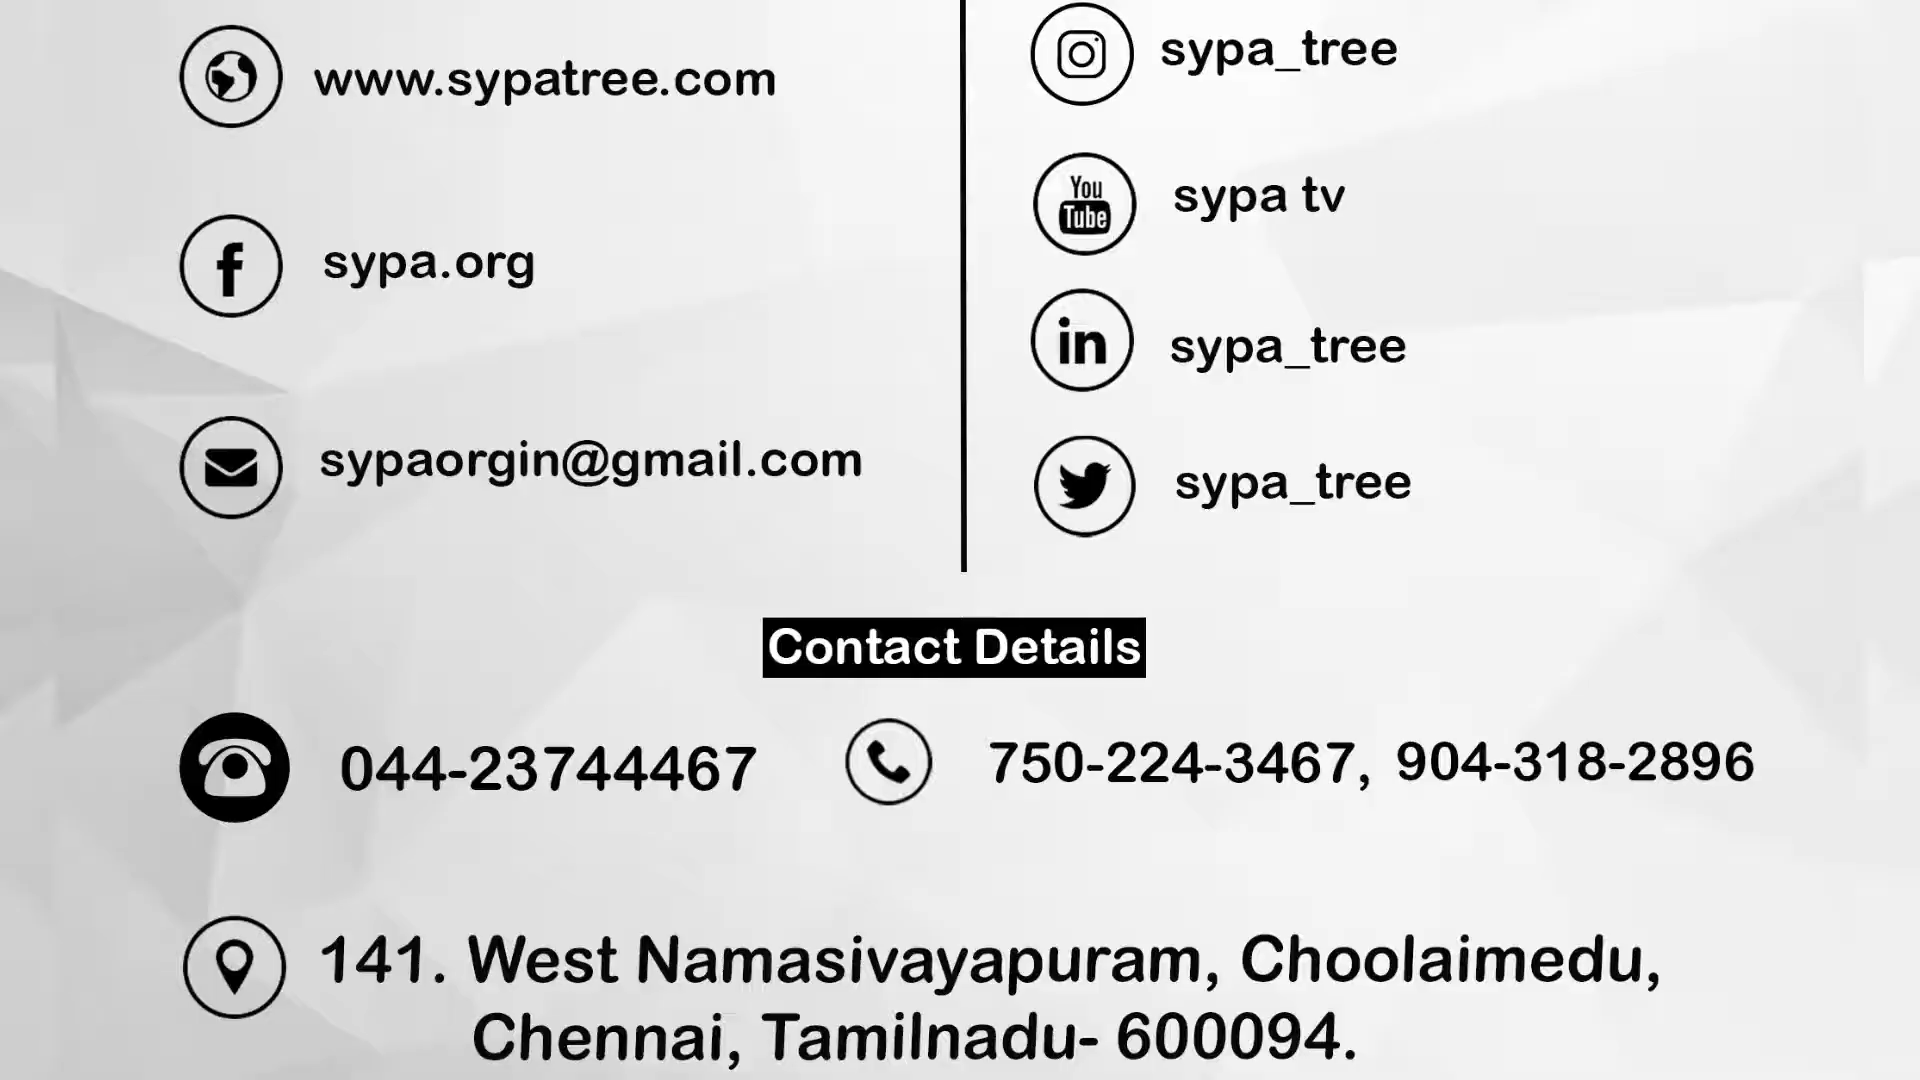 www.sypatree.com
sypa.org
sypaorgin@gmail.com
sypa_tree
You
Tube
sypa tv
in
sypa_tree
sypa_tree
Contact Details
044-23744467
750-224-3467, 904-318-2896
141. West Namasivayapuram, Choolaimedu,
Chennai, Tamilnadu- 600094.